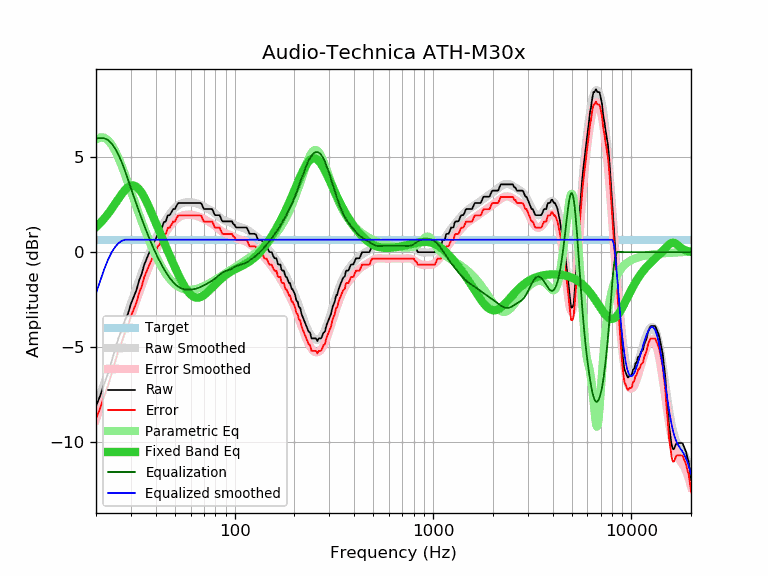 Audio-Technica ATH-M30x
Amplitude (dBr)
5
0
−5
−10
Target
Raw Smoothed
Error Smoothed
Raw
Error
Parametric Eq
Fixed Band Eq
Equalization
Equalized smoothed
100 1000 10000
Frequency (Hz)